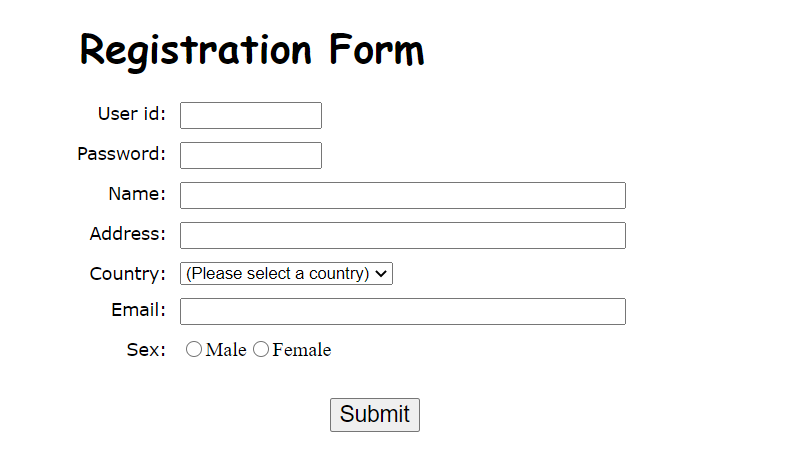 Registration Form
User id:
Password:
Name:
Address:
Country: (Please select a country)
Email:
Sex: Male Female
Submit